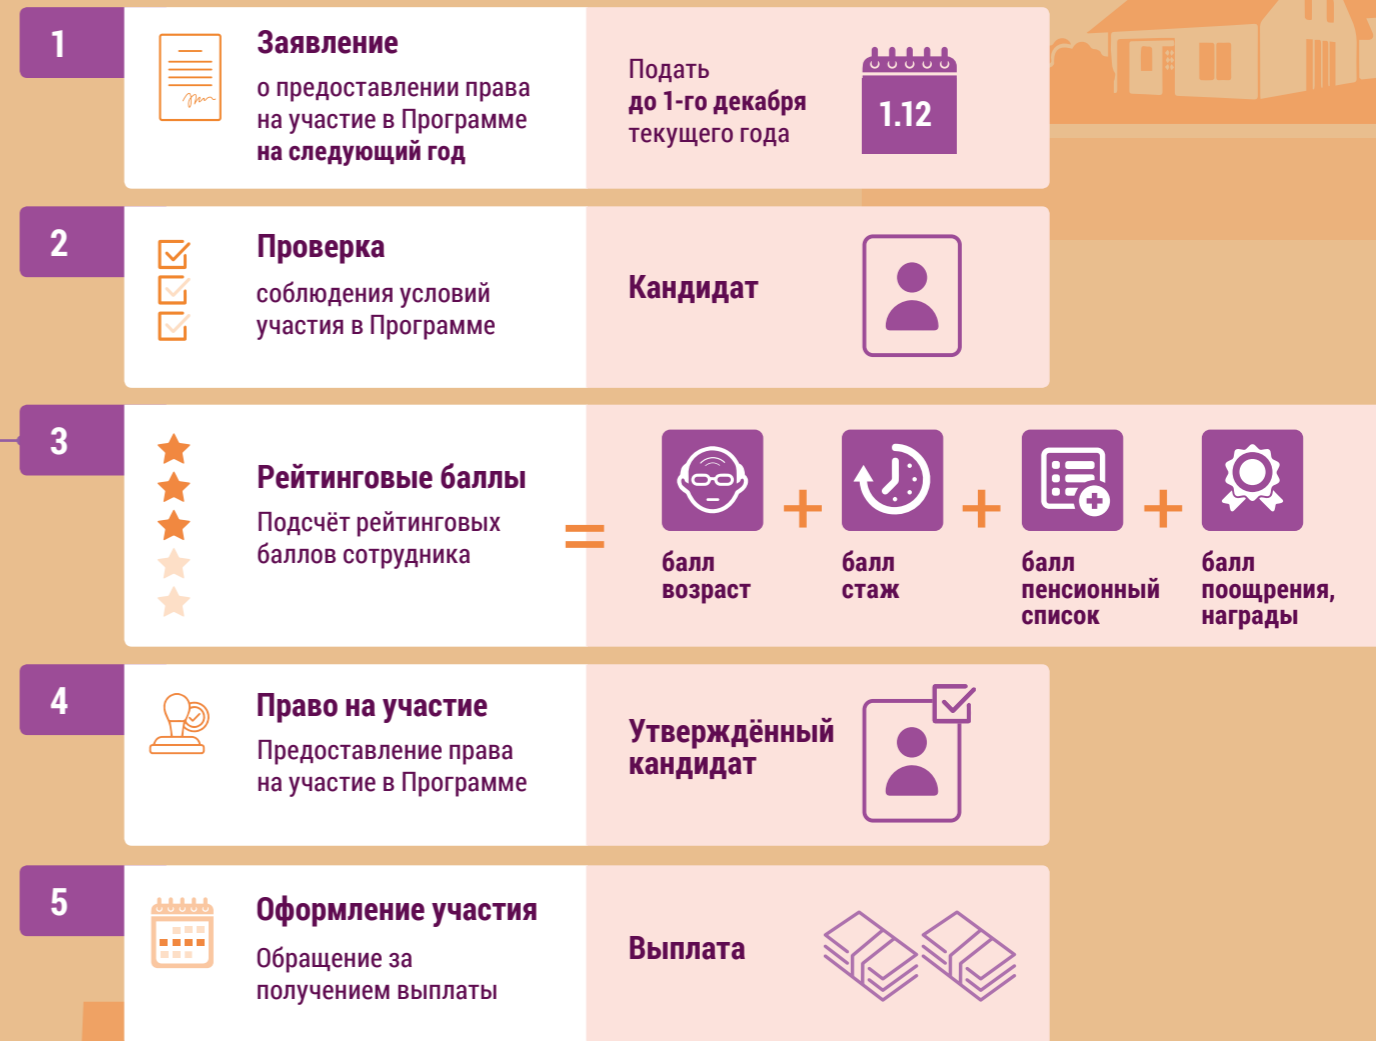 1
Заявление
о предоставлении права
на участие в Программе
на следующий год
Подать
до 1-го декабря
текущего года
1.12
2
Проверка
соблюдения условий
участия в Программе
Кандидат
3
Рейтинговые баллы
Подсчёт рейтинговых
баллов сотрудника
=
балл
возраст
+
балл
стаж
+
балл
пенсионный
список
+
балл
поощрения,
награды
4
Право на участие
Предоставление права
на участие в Программе
Утверждённый
кандидат
5
Оформление участия
Обращение за
получением выплаты
Выплата